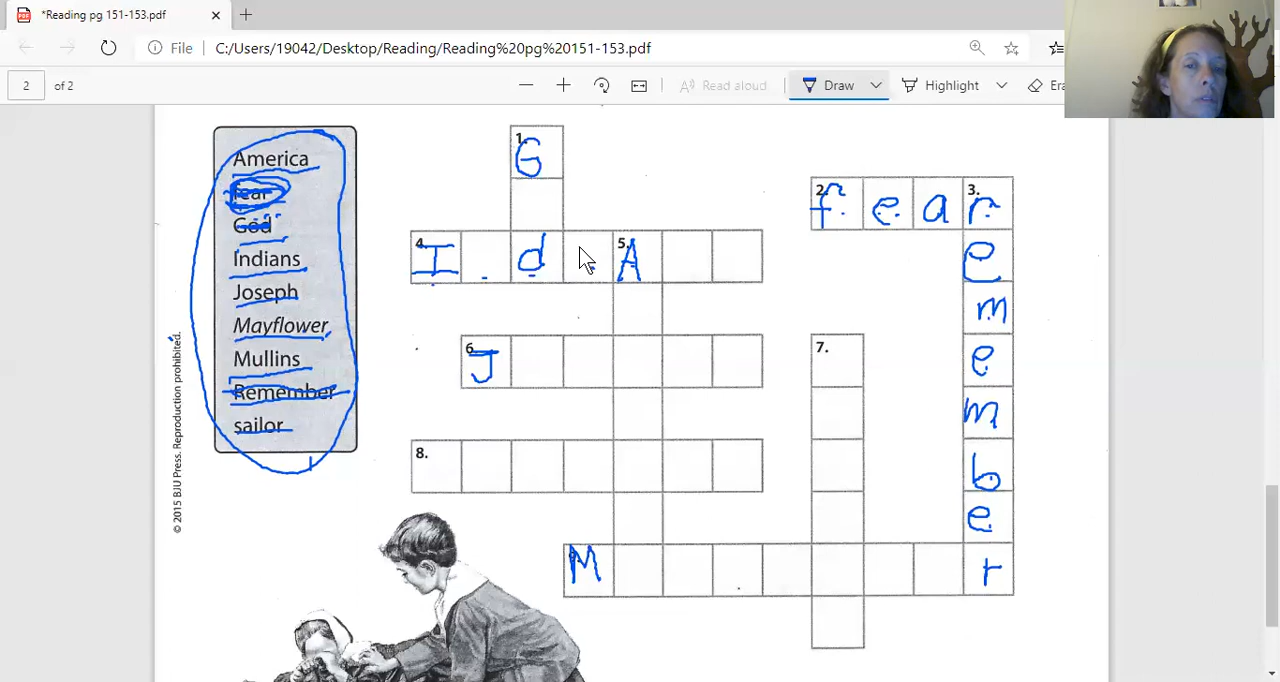 *Reading pg 151-153.pdf
File C:/Users/19042/Desktop/Reading/Reading%20pg%20151-153.pdf
2 of 2 Read aloud Draw Highlight Era
America
fear
God
Indians
Joseph
Mayflower
Mullins
Remember
sailor
© 2015 BJU Press. Reproduction prohibited.
1. G
2. f e a 3. r
4. I d 5. A
e
m
6. J 7. e
m
8. b
e
M r